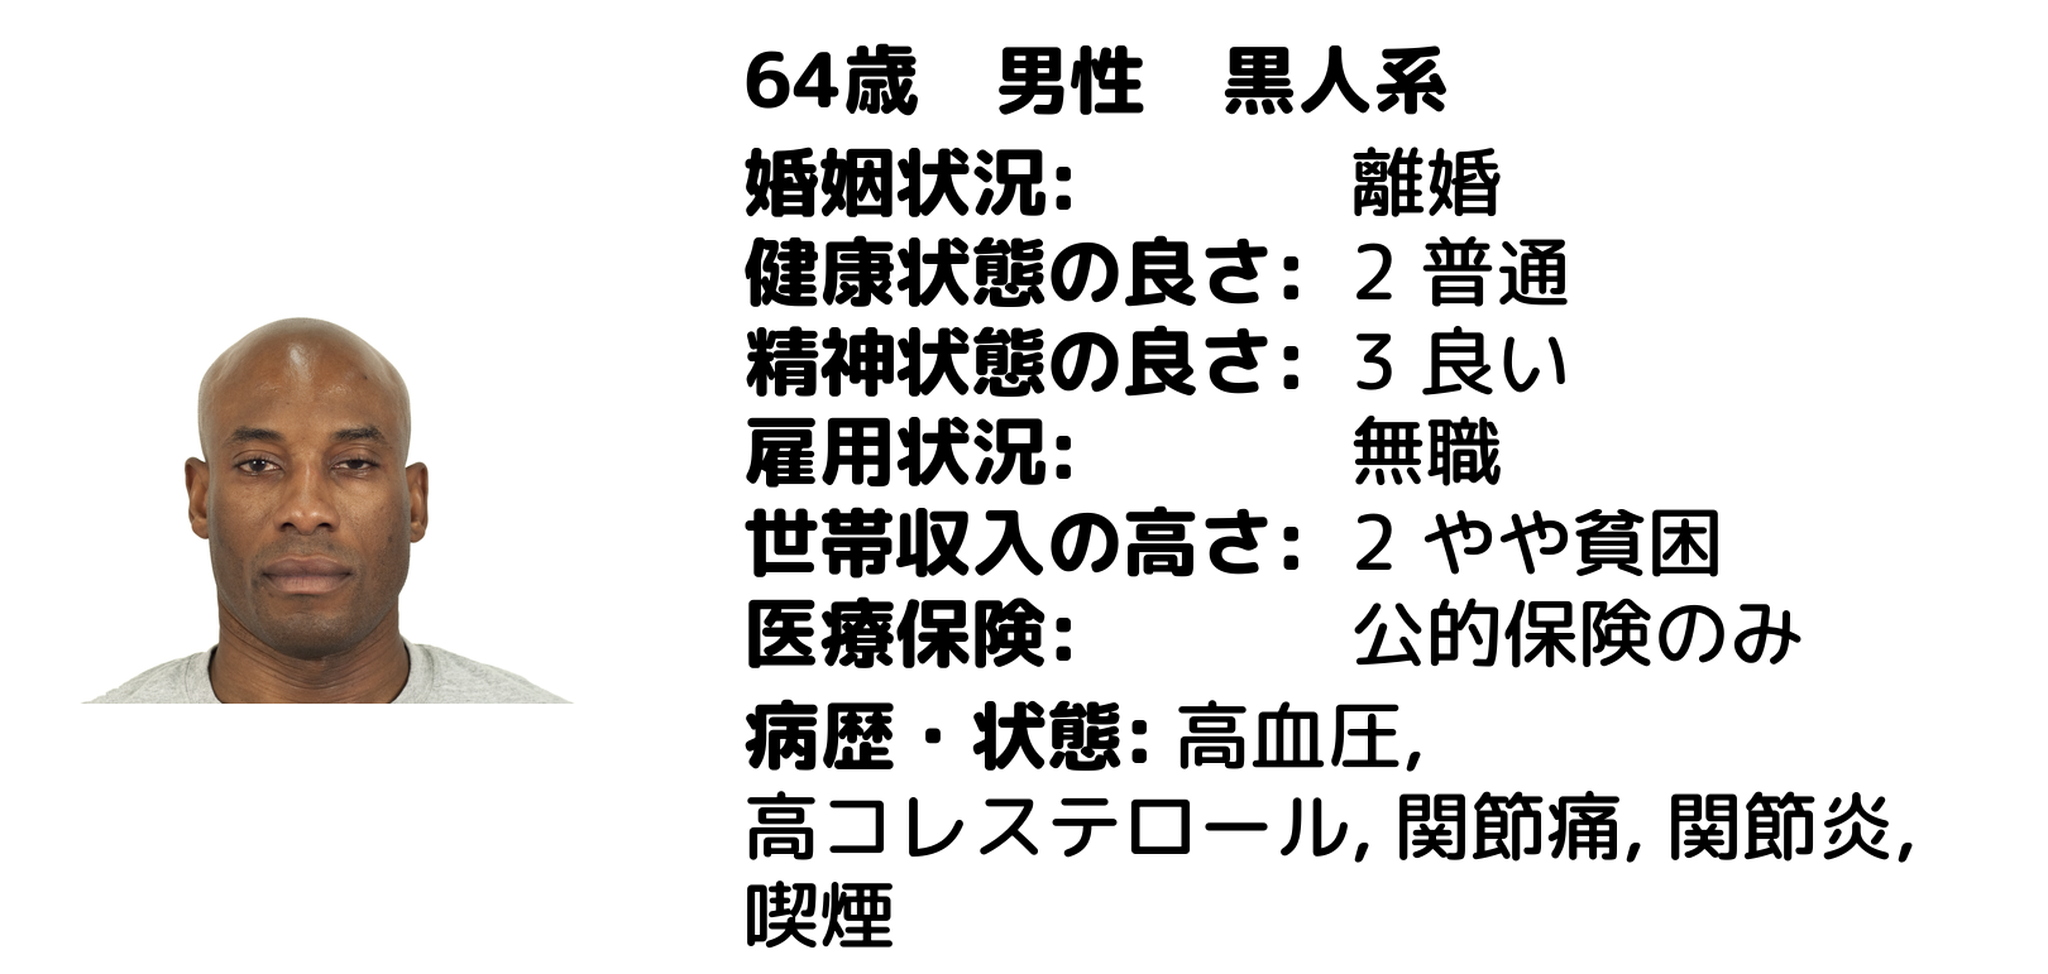 64歳　男性　黒人系
婚姻状況: 離婚
健康状態の良さ: 2 普通
精神状態の良さ: 3 良い
雇用状況: 無職
世帯収入の高さ: 2 やや貧困
医療保険: 公的保険のみ
病歴・状態: 高血圧,
高コレステロール, 関節痛, 関節炎,
喫煙